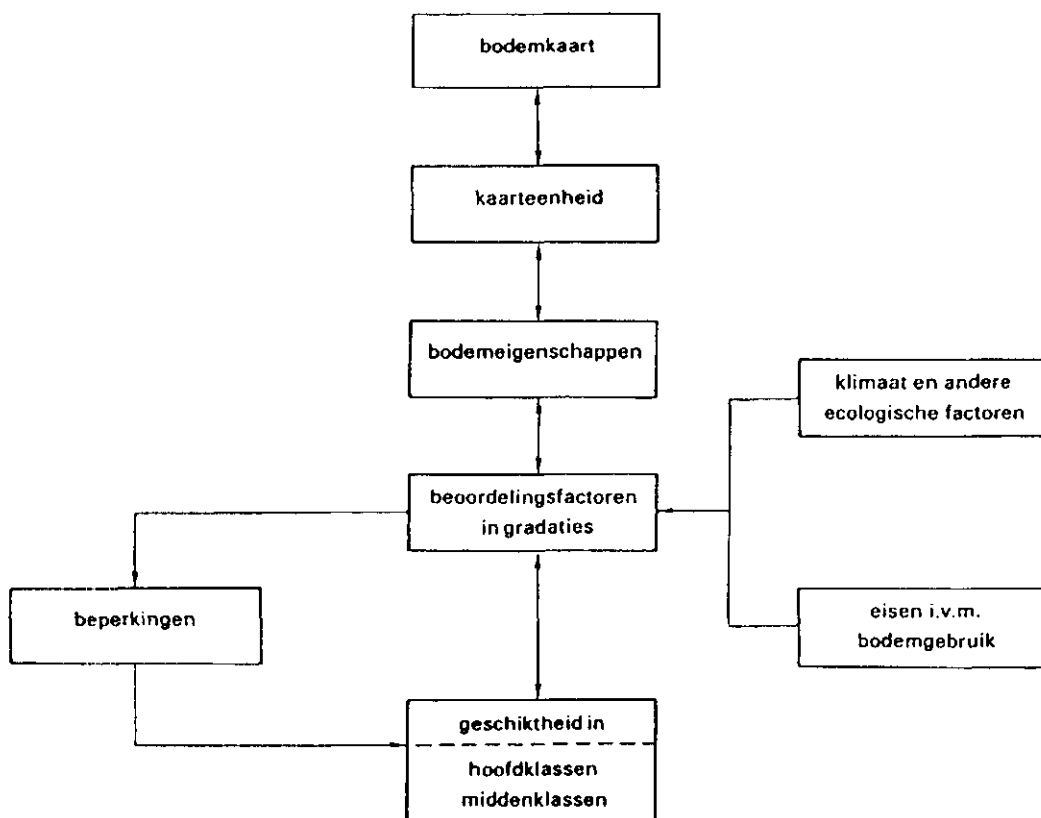 bodemkaart
kaarteenheid
bodemeigenschappen
klimaat en andere
ecologische factoren
beoordelingsfactoren
in gradaties
beperkingen
eisen i.v.m.
bodemgebruik
geschiktheid in
hoofdklassen
middenklassen